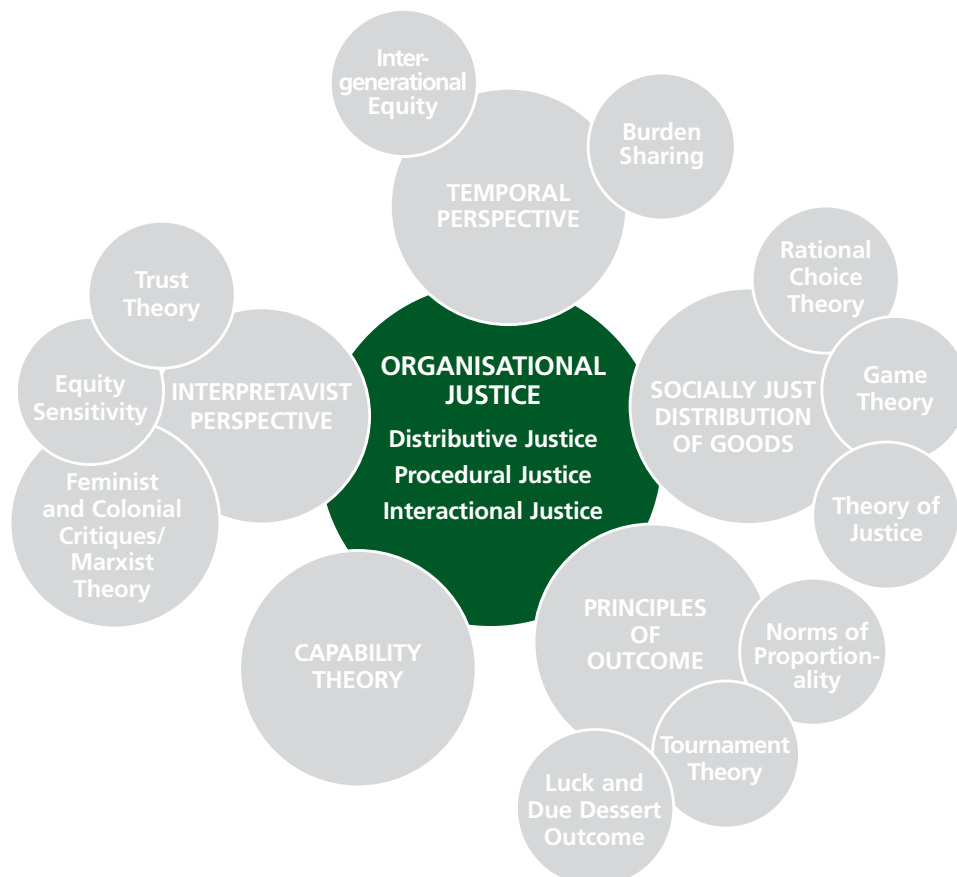 Inter-
generational
Equity
Burden
Sharing
TEMPORAL
PERSPECTIVE
Rational
Choice
Theory
Trust
Theory
ORGANISATIONAL
JUSTICE
Distributive Justice
Procedural Justice
Interactional Justice
Equity
Sensitivity
INTERPRETAVIST
PERSPECTIVE
SOCIALLY JUST
DISTRIBUTION
OF GOODS
Game
Theory
Feminist
and Colonial
Critiques/
Marxist
Theory
Theory of
Justice
PRINCIPLES
OF
OUTCOME
Norms of
Proportion-
ality
CAPABILITY
THEORY
Tournament
Theory
Luck and
Due Dessert
Outcome